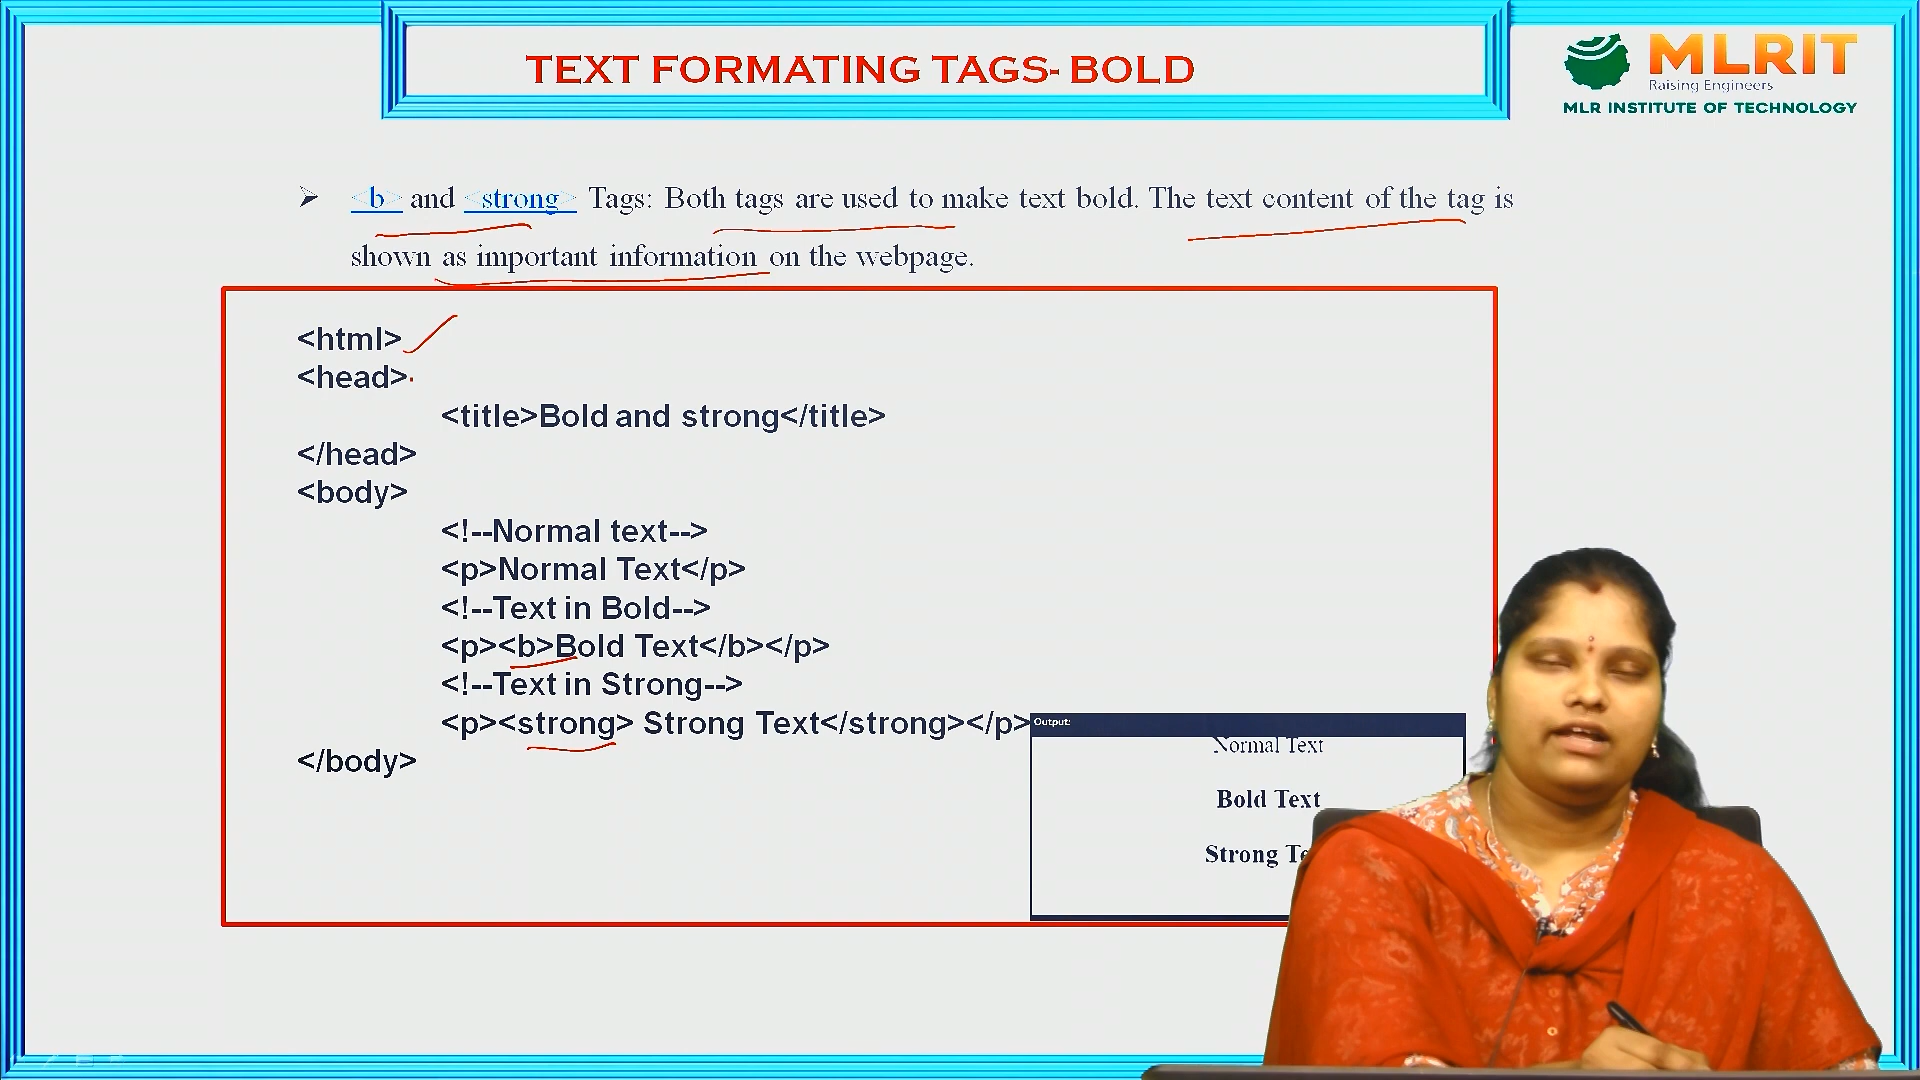 TEXT FORMATING TAGS- BOLD
MLRIT
Raising Engineers
MLR INSTITUTE OF TECHNOLOGY
➢ <b> and <strong> Tags: Both tags are used to make text bold. The text content of the tag is
shown as important information on the webpage.
<html>
<head>
<title>Bold and strong</title>
</head>
<body>
<!--Normal text-->
<p>Normal Text</p>
<!--Text in Bold-->
<p><b>Bold Text</b></p>
<!--Text in Strong-->
<p><strong> Strong Text</strong></p>
</body>
Output:
Normal Text
Bold Text
Strong Te